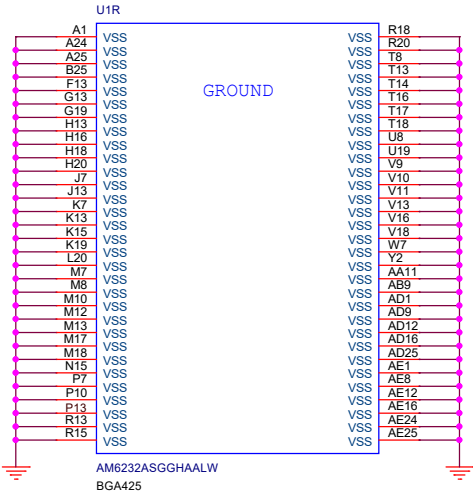 U1R
A1 VSS VSS R18
A24 VSS VSS R20
A25 VSS VSS T8
B25 VSS VSS T13
F13 VSS GROUND VSS T14
G13 VSS VSS T16
G19 VSS VSS T17
H13 VSS VSS T18
H16 VSS VSS U8
H18 VSS VSS U19
H20 VSS VSS V9
J7 VSS VSS V10
J13 VSS VSS V11
K7 VSS VSS V13
K13 VSS VSS V16
K15 VSS VSS V18
K19 VSS VSS W7
L20 VSS VSS Y2
M7 VSS VSS AA11
M8 VSS VSS AB9
M10 VSS VSS AD1
M12 VSS VSS AD9
M13 VSS VSS AD12
M17 VSS VSS AD16
M18 VSS VSS AD25
N15 VSS VSS AE1
P7 VSS VSS AE8
P10 VSS VSS AE12
P13 VSS VSS AE16
R13 VSS VSS AE24
R15 VSS VSS AE25
AM6232ASGGHAALW
BGA425